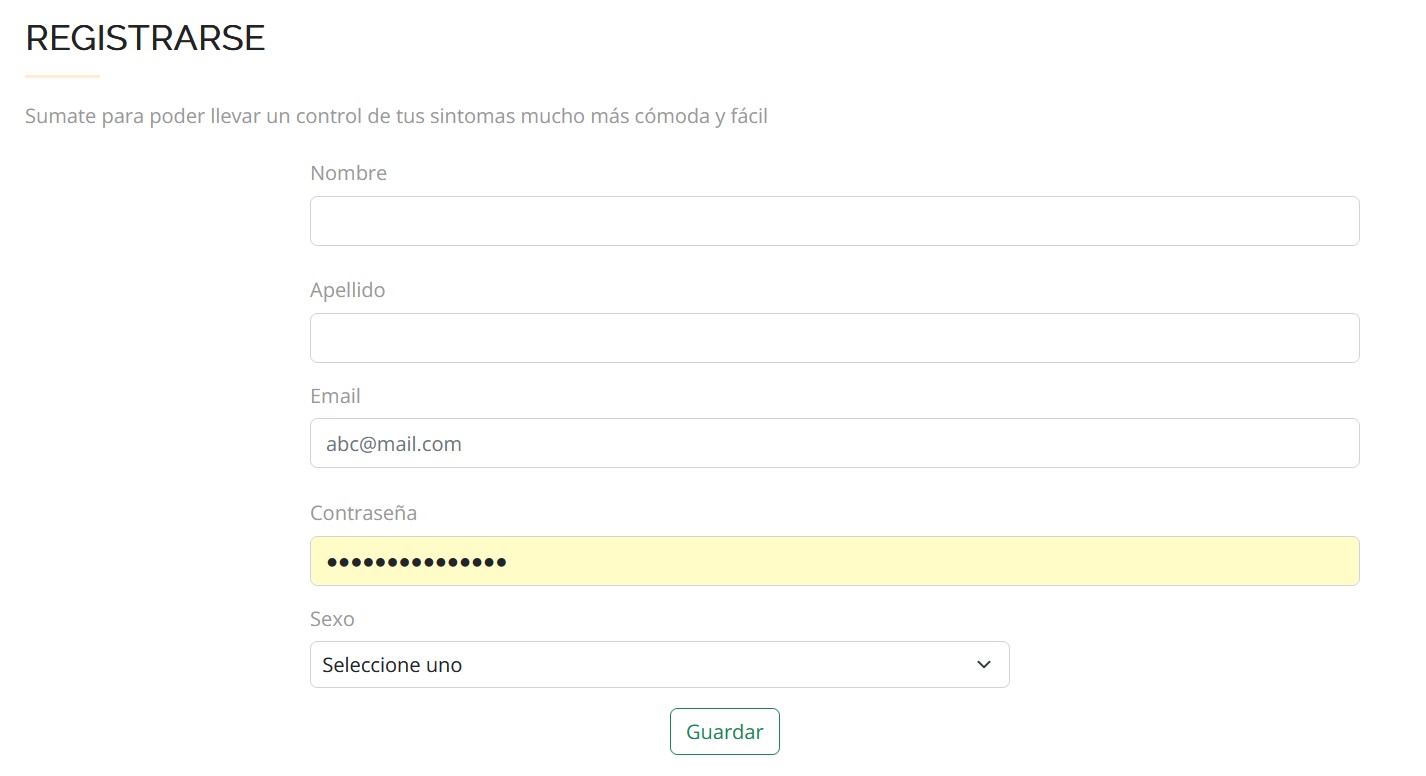 REGISTRARSE
Sumate para poder llevar un control de tus sintomas mucho más cómoda y fácil
Nombre
Apellido
Email
abc@mail.com
Contraseña
•••••••••••••••
Sexo
Seleccione uno
Guardar